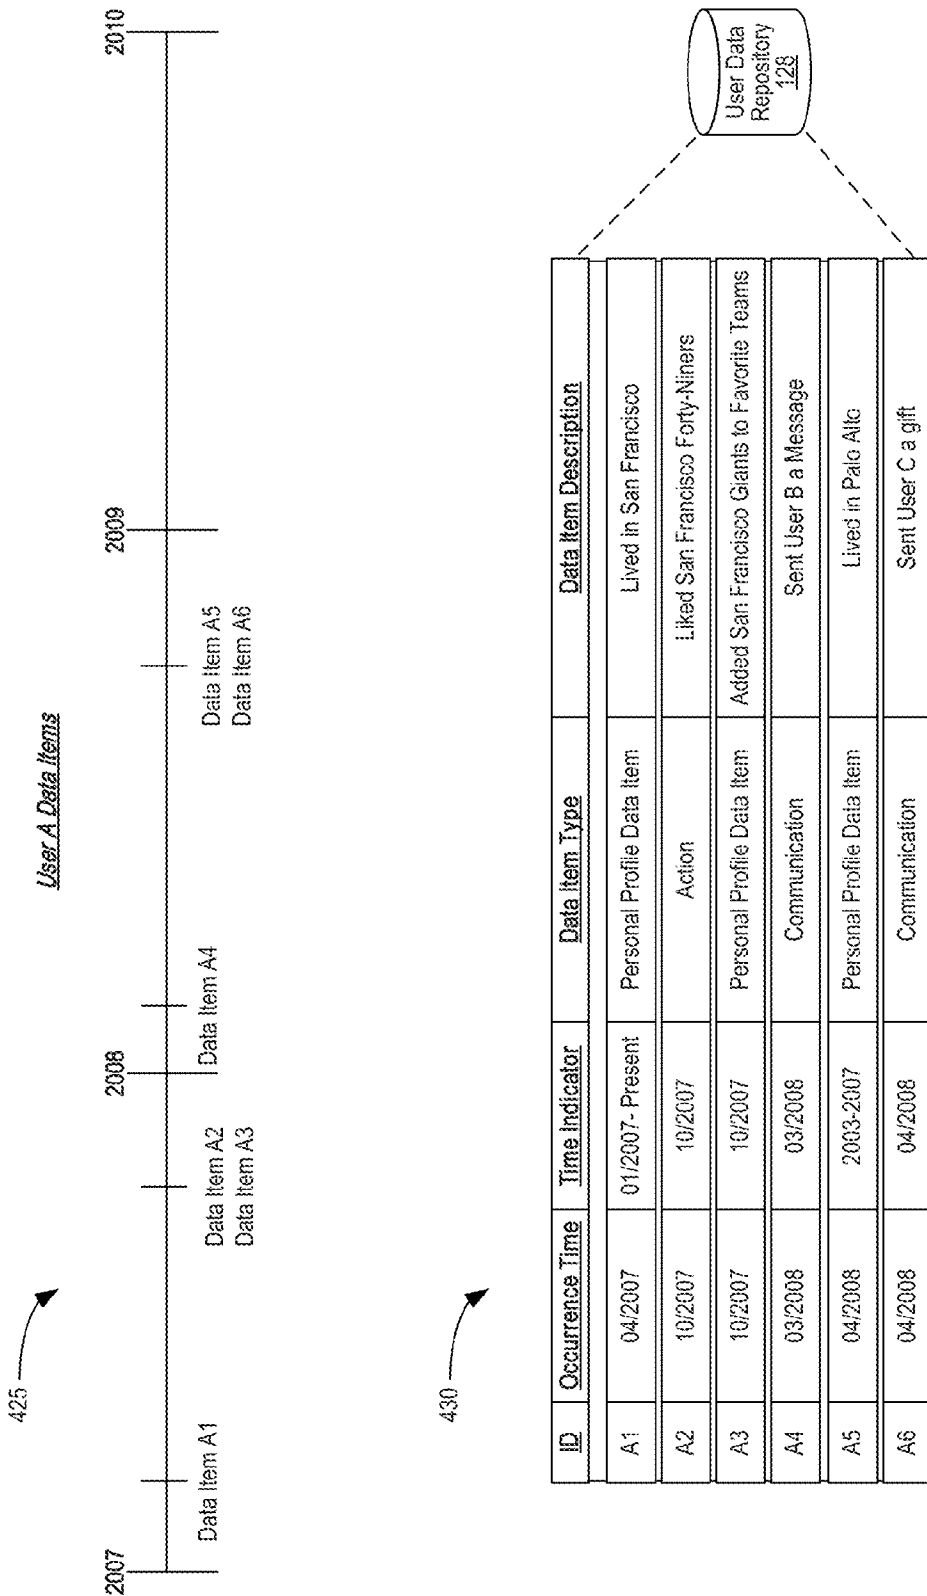 User A Data Items
425
2007
2008
2009
2010
Data Item A1
Data Item A2
Data Item A3
Data Item A4
Data Item A5
Data Item A6
430
ID Occurrence Time Time Indicator Data Item Type Data Item Description
A1 04/2007 01/2007- Present Personal Profile Data Item Lived in San Francisco
A2 10/2007 10/2007 Action Liked San Francisco Forty-Niners
A3 10/2007 10/2007 Personal Profile Data Item Added San Francisco Giants to Favorite Teams
A4 03/2008 03/2008 Communication Sent User B a Message
A5 04/2008 2003-2007 Personal Profile Data Item Lived in Palo Alto
A6 04/2008 04/2008 Communication Sent User C a gift
User Data
Repository
128